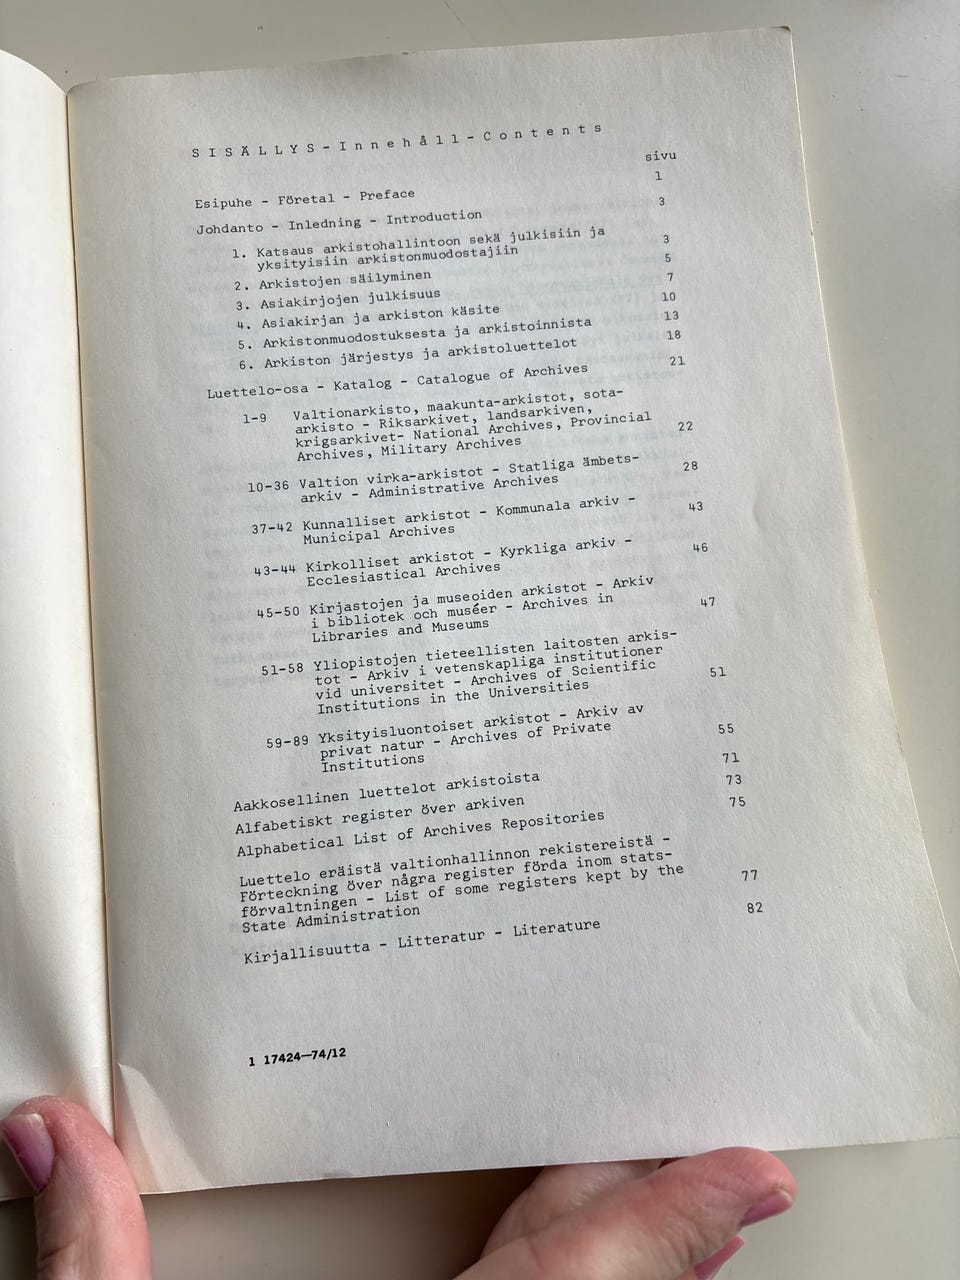 SISÄLLYS-Innehåll-Contents
sivu
Esipuhe - Företal - Preface 1
Johdanto - Inledning - Introduction 3
1. Katsaus arkistohallintoon sekä julkisiin ja
yksityisiin arkistonmuodostajiin 3
2. Arkistojen säilyminen 5
3. Asiakirjojen julkisuus 7
4. Asiakirjan ja arkiston käsite 10
5. Arkistonmuodostuksesta ja arkistoinnista 13
6. Arkiston järjestys ja arkistoluettelot 18
Luettelo-osa - Katalog - Catalogue of Archives 21
1-9 Valtionarkisto, maakunta-arkistot, sota-
arkisto - Riksarkivet, landsarkiven,
krigsarkivet- National Archives, Provincial
Archives, Military Archives 22
10-36 Valtion virka-arkistot - Statliga ämbets-
arkiv - Administrative Archives 28
37-42 Kunnalliset arkistot - Kommunala arkiv -
Municipal Archives 43
43-44 Kirkolliset arkistot - Kyrkliga arkiv -
Ecclesiastical Archives 46
45-50 Kirjastojen ja museoiden arkistot - Arkiv
i bibliotek och muséer - Archives in
Libraries and Museums 47
51-58 Yliopistojen tieteellisten laitosten arkis-
tot - Arkiv i vetenskapliga institutioner
vid universitet - Archives of Scientific
Institutions in the Universities 51
59-89 Yksityisluontoiset arkistot - Arkiv av
privat natur - Archives of Private
Institutions 55
Aakkosellinen luettelot arkistoista 71
Alfabetiskt register över arkiven 73
Alphabetical List of Archives Repositories 75
Luettelo eräistä valtionhallinnon rekistereistä -
Förteckning över några register förda inom stats-
förvaltningen - List of some registers kept by the
State Administration 77
Kirjallisuutta - Litteratur - Literature 82
1 17424—74/12